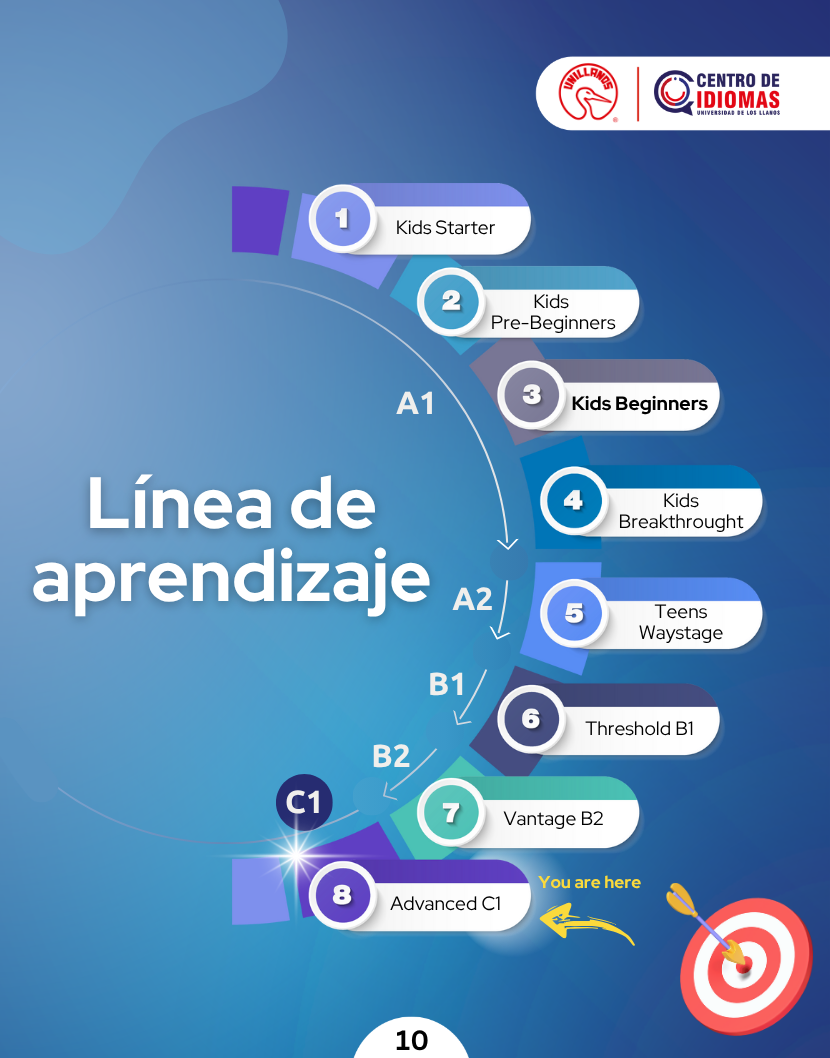 UNILLANOS
®
CENTRO DE
IDIOMAS
UNIVERSIDAD DE LOS LLANOS
1
Kids Starter
2
Kids
Pre-Beginners
3
Kids Beginners
A1
4
Kids
Breakthrought
Línea de
aprendizaje
A2
5
Teens
Waystage
B1
6
Threshold B1
B2
7
Vantage B2
C1
8
Advanced C1
You are here
10